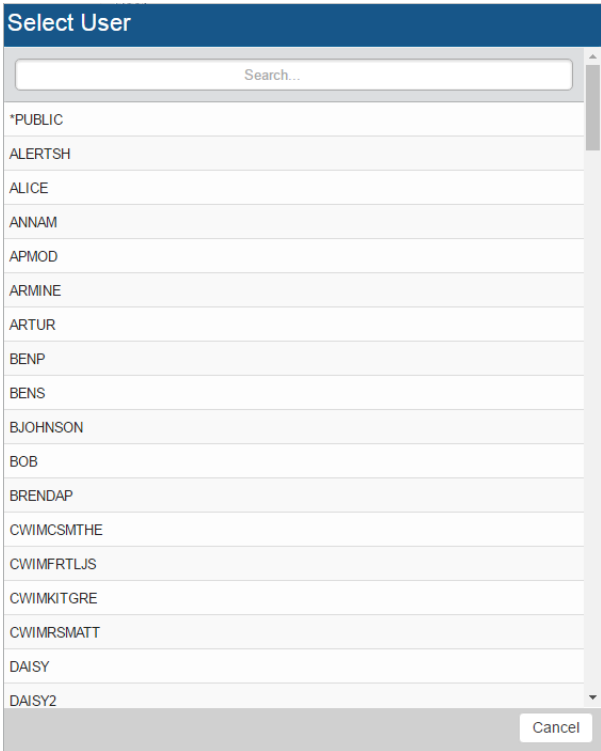 Select User
Search...
*PUBLIC
ALERTSH
ALICE
ANNAM
APMOD
ARMINE
ARTUR
BENP
BENS
BJOHNSON
BOB
BRENDAP
CWIMCSMTHE
CWIMFRTLJS
CWIMKITGRE
CWIMRSMATT
DAISY
DAISY2
Cancel